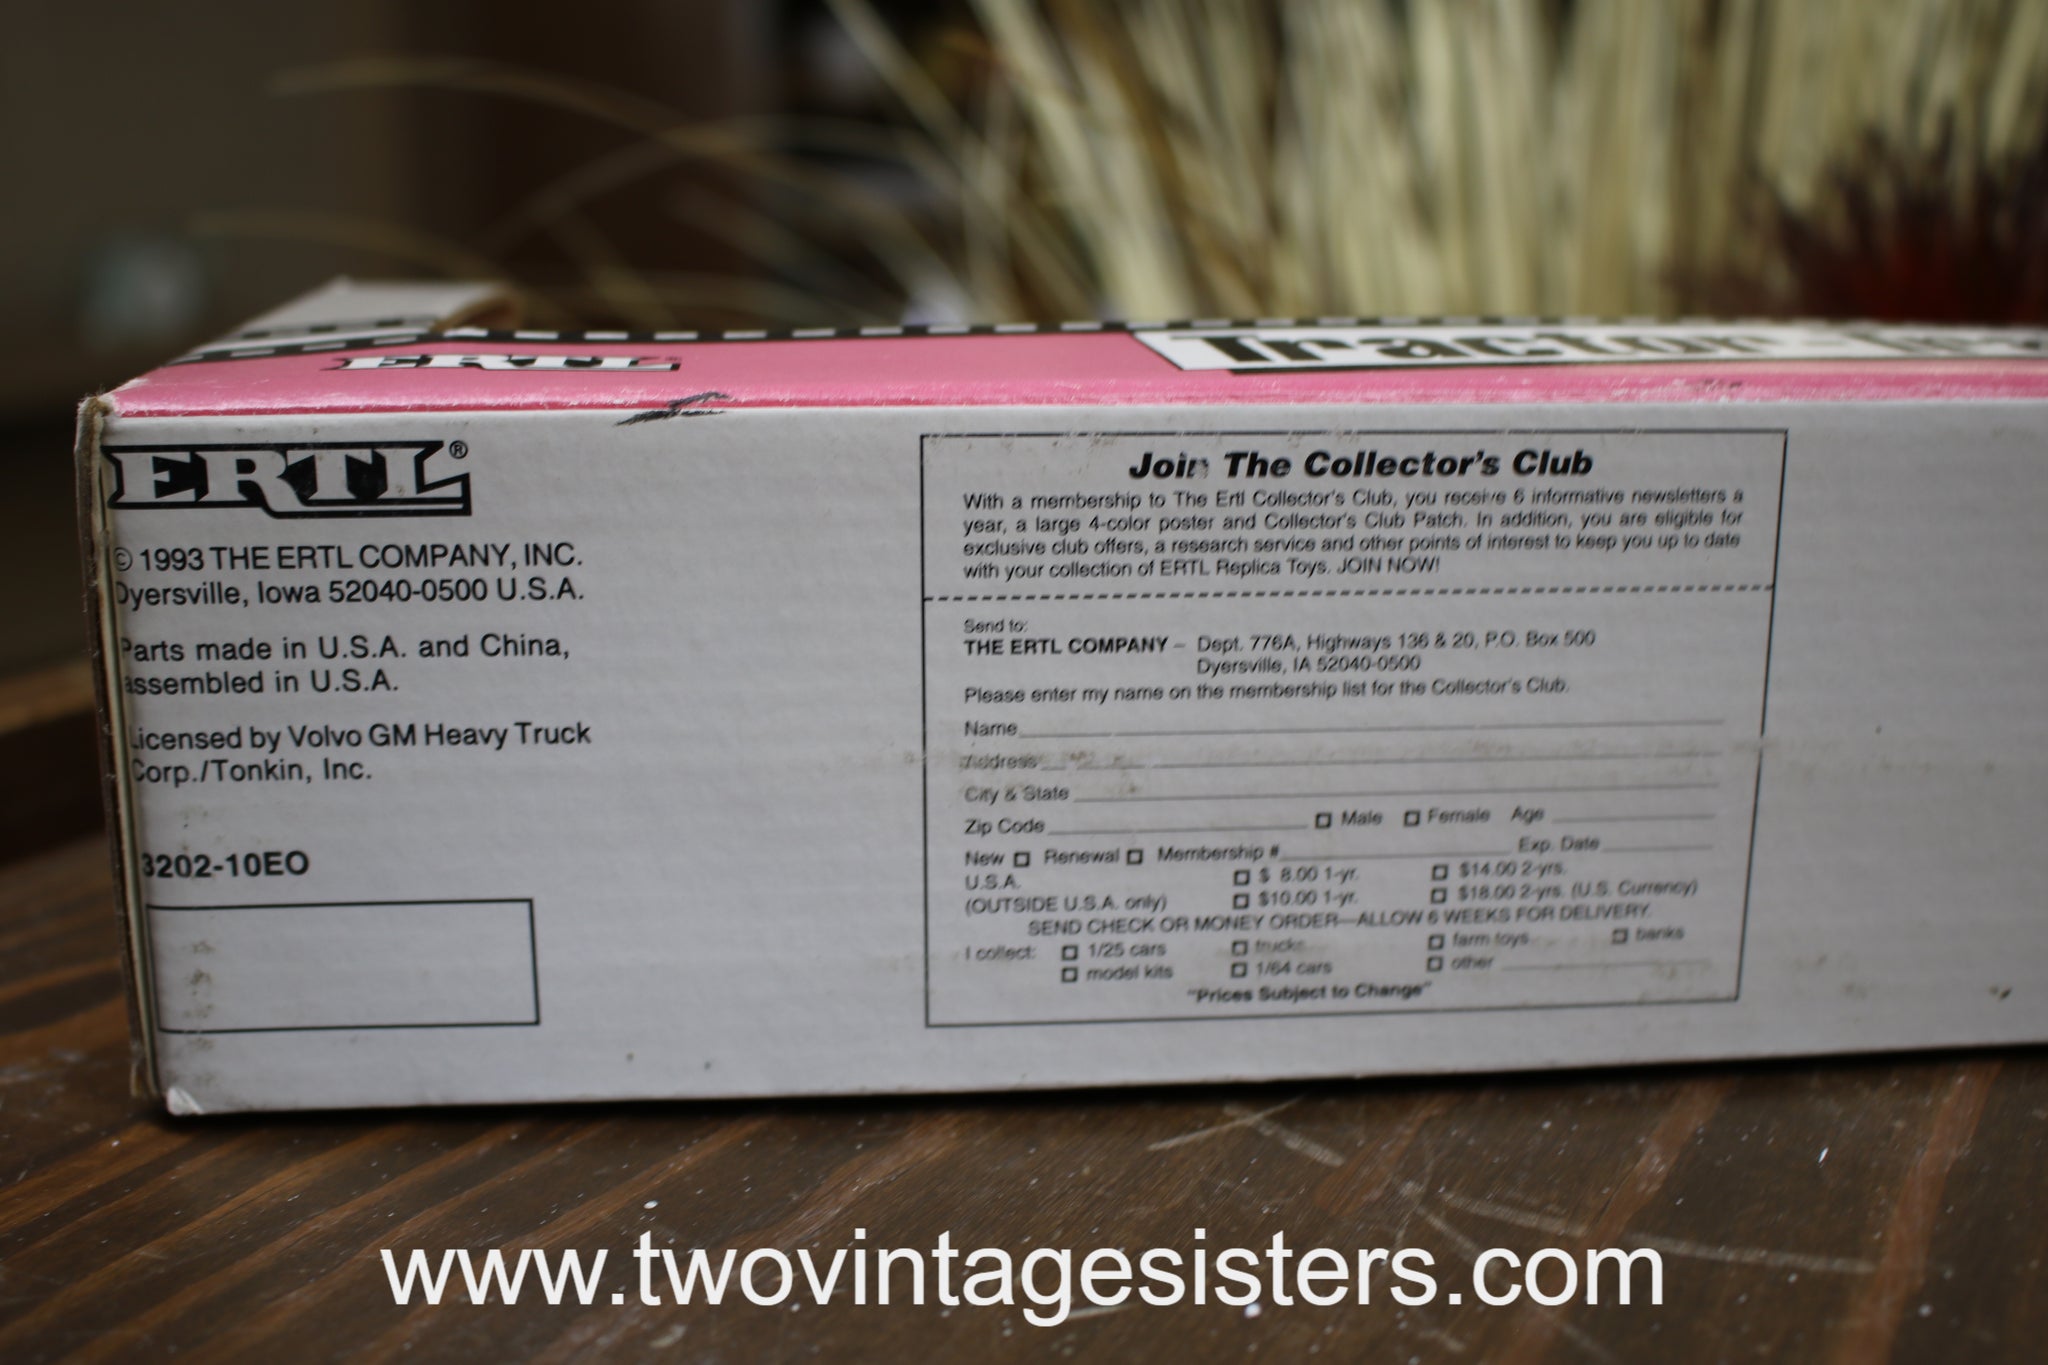 ERTL
Tractor-
ERTL®
© 1993 THE ERTL COMPANY, INC.
Dyersville, Iowa 52040-0500 U.S.A.
Parts made in U.S.A. and China,
assembled in U.S.A.
Licensed by Volvo GM Heavy Truck
Corp./Tonkin, Inc.
3202-10EO
Join The Collector's Club
With a membership to The Ertl Collector's Club, you receive 6 informative newsletters a
year, a large 4-color poster and Collector's Club Patch. In addition, you are eligible for
exclusive club offers, a research service and other points of interest to keep you up to date
with your collection of ERTL Replica Toys. JOIN NOW!
Send to:
THE ERTL COMPANY – Dept. 776A, Highways 136 & 20, P.O. Box 500
Dyersville, IA 52040-0500
Please enter my name on the membership list for the Collector's Club.
Name
Address
City & State
Zip Code Male Female Age
New Renewal Membership # Exp. Date
U.S.A. $ 8.00 1-yr. $14.00 2-yrs.
(OUTSIDE U.S.A. only) $10.00 1-yr. $18.00 2-yrs. (U.S. Currency)
SEND CHECK OR MONEY ORDER—ALLOW 6 WEEKS FOR DELIVERY.
I collect: 1/25 cars trucks farm toys banks
model kits 1/64 cars other
"Prices Subject to Change"
www.twovintagesisters.com